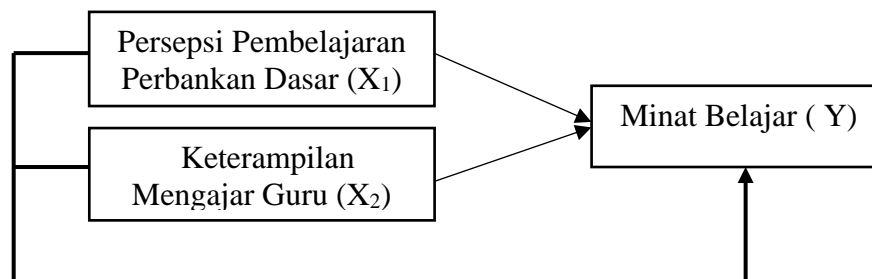 Persepsi Pembelajaran
Perbankan Dasar (X₁)
Keterampilan
Mengajar Guru (X₂)
Minat Belajar ( Y)